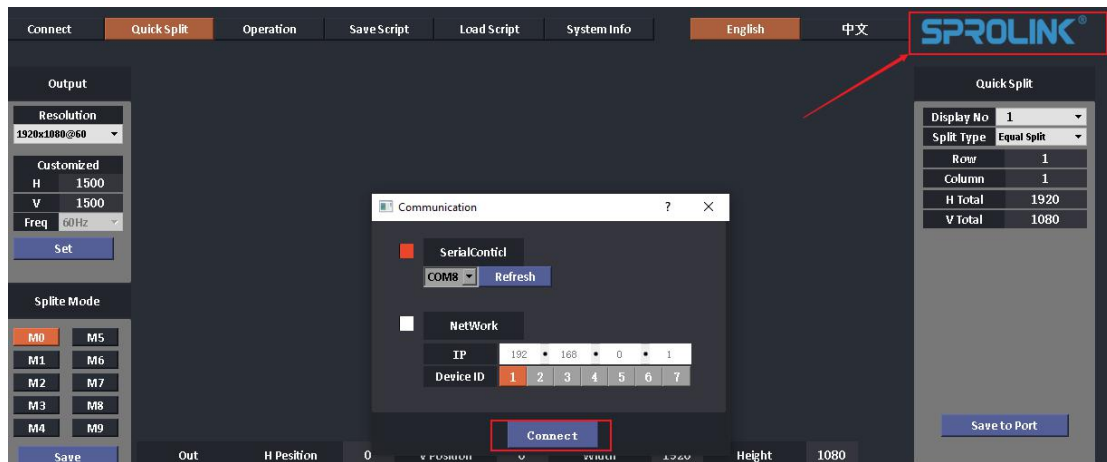 Connect Quick Split Operation Save Script Load Script System Info English 中文 SPROLINK®
Output
Resolution
1920x1080@60
Customized
H 1500
V 1500
Freq 60Hz
Set
Splite Mode
M0 M5
M1 M6
M2 M7
M3 M8
M4 M9
Save
Communication ? X
SerialConticl
COM8 Refresh
NetWork
IP 192 • 168 • 0 • 1
Device ID 1 2 3 4 5 6 7
Connect
Out H Pesition 0 V Position 0 Width 1920 Height 1080
Quick Split
Display No 1
Split Type Equal Split
Row 1
Column 1
H Total 1920
V Total 1080
Save to Port